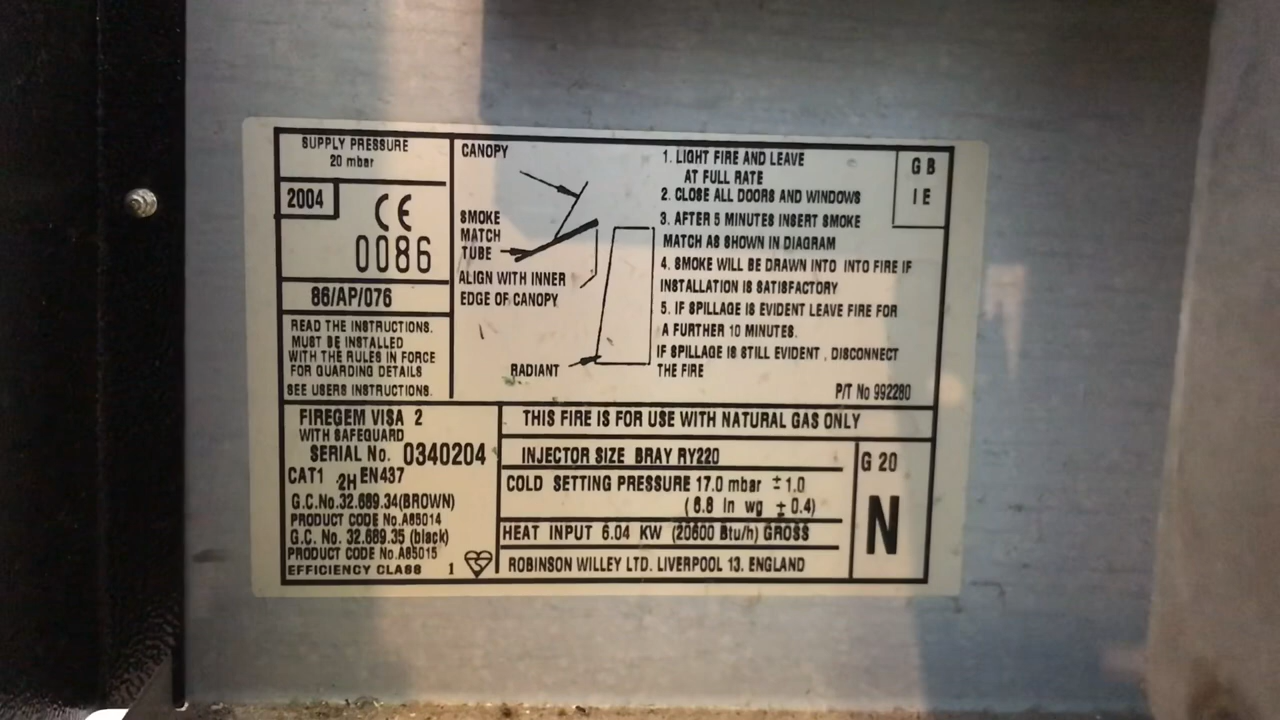 SUPPLY PRESSURE
20 mbar
2004
CE
0086
86/AP/076
READ THE INSTRUCTIONS.
MUST BE INSTALLED
WITH THE RULES IN FORCE
FOR GUARDING DETAILS
SEE USERS INSTRUCTIONS.
CANOPY
SMOKE
MATCH
TUBE
ALIGN WITH INNER
EDGE OF CANOPY
RADIANT
1. LIGHT FIRE AND LEAVE
AT FULL RATE
2. CLOSE ALL DOORS AND WINDOWS
3. AFTER 5 MINUTES INSERT SMOKE
MATCH AS SHOWN IN DIAGRAM
4. SMOKE WILL BE DRAWN INTO INTO FIRE IF
INSTALLATION IS SATISFACTORY
5. IF SPILLAGE IS EVIDENT LEAVE FIRE FOR
A FURTHER 10 MINUTES.
IF SPILLAGE IS STILL EVIDENT , DISCONNECT
THE FIRE
P/T No 992280
GB
IE
FIREGEM VISA 2
WITH SAFEGUARD
SERIAL No. 0340204
CAT1 2H EN437
G.C.No.32.689.34(BROWN)
PRODUCT CODE No.A85014
G.C. No. 32.689.35 (black)
PRODUCT CODE No.A85015
EFFICIENCY CLASS 1
THIS FIRE IS FOR USE WITH NATURAL GAS ONLY
INJECTOR SIZE BRAY RY220
COLD SETTING PRESSURE 17.0 mbar ±1.0
(6.8 in wg ±0.4)
HEAT INPUT 6.04 KW (20600 Btu/h) GROSS
ROBINSON WILLEY LTD. LIVERPOOL 13. ENGLAND
G 20
N